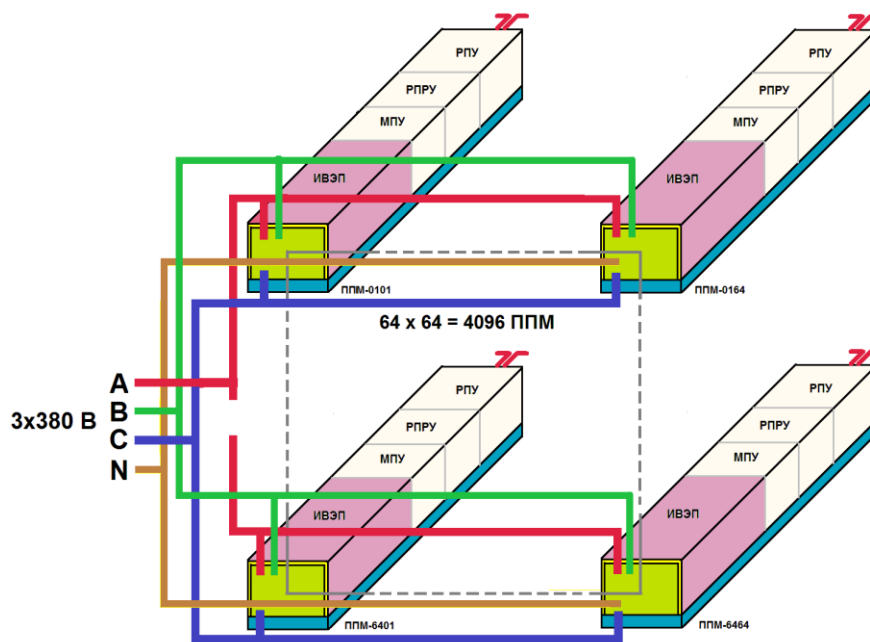 РПУ
РПРУ
МПУ
ИВЭП
ППМ-0101
РПУ
РПРУ
МПУ
ИВЭП
ППМ-0164
64 x 64 = 4096 ППМ
3x380 В
A
B
C
N
РПУ
РПРУ
МПУ
ИВЭП
ППМ-6401
РПУ
РПРУ
МПУ
ИВЭП
ППМ-6464